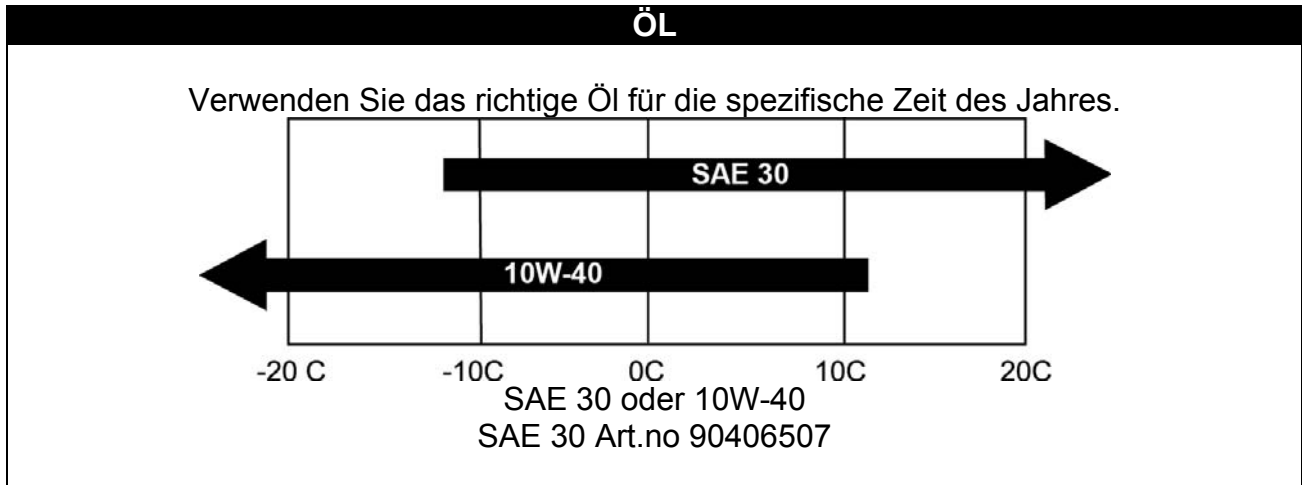 ÖL
Verwenden Sie das richtige Öl für die spezifische Zeit des Jahres.
SAE 30
10W-40
-20 C -10C 0C 10C 20C
SAE 30 oder 10W-40
SAE 30 Art.no 90406507